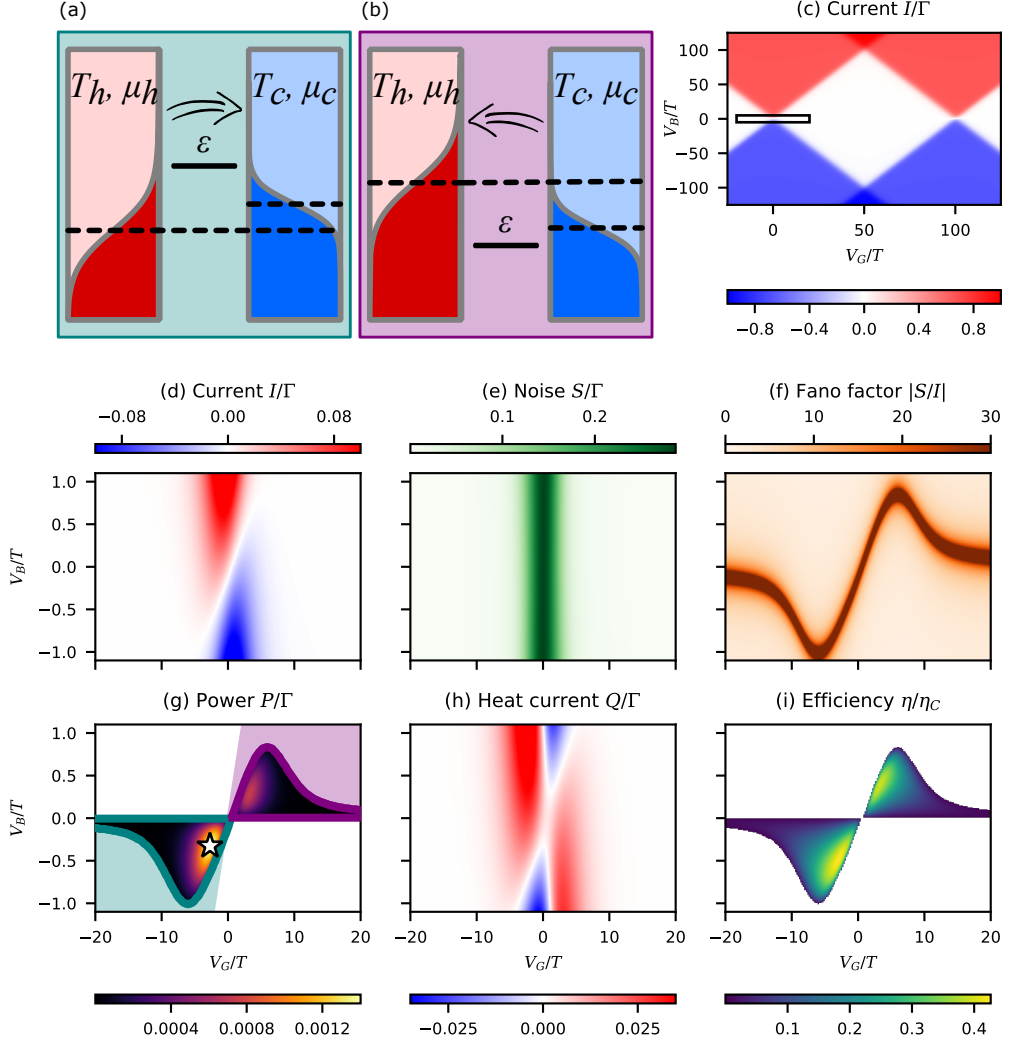 (a)
(b)
(c) Current I/Γ
T_h, μ_h
T_c, μ_c
ε
T_h, μ_h
T_c, μ_c
ε
V_B/T
100
50
0
−50
−100
0
50
100
V_G/T
−0.8
−0.4
0.0
0.4
0.8
(d) Current I/Γ
−0.08
0.00
0.08
(e) Noise S/Γ
0.1
0.2
(f) Fano factor |S/I|
0
10
20
30
V_B/T
1.0
0.5
0.0
−0.5
−1.0
(g) Power P/Γ
(h) Heat current Q/Γ
(i) Efficiency η/η_C
V_B/T
1.0
0.5
0.0
−0.5
−1.0
−20
−10
0
10
20
V_G/T
−20
−10
0
10
20
V_G/T
−20
−10
0
10
20
V_G/T
0.0004
0.0008
0.0012
−0.025
0.000
0.025
0.1
0.2
0.3
0.4